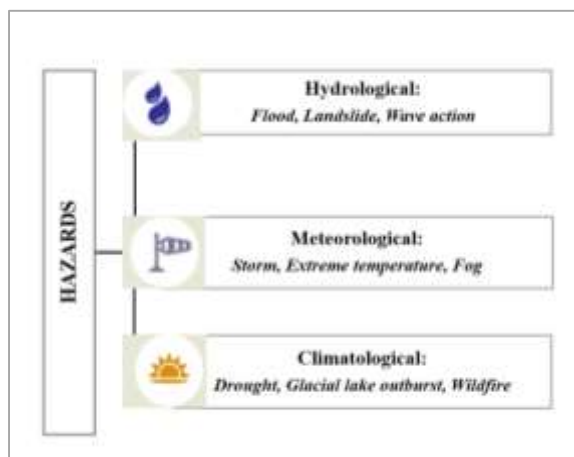 HAZARDS
Hydrological:
Flood, Landslide, Wave action
Meteorological:
Storm, Extreme temperature, Fog
Climatological:
Drought, Glacial lake outburst, Wildfire